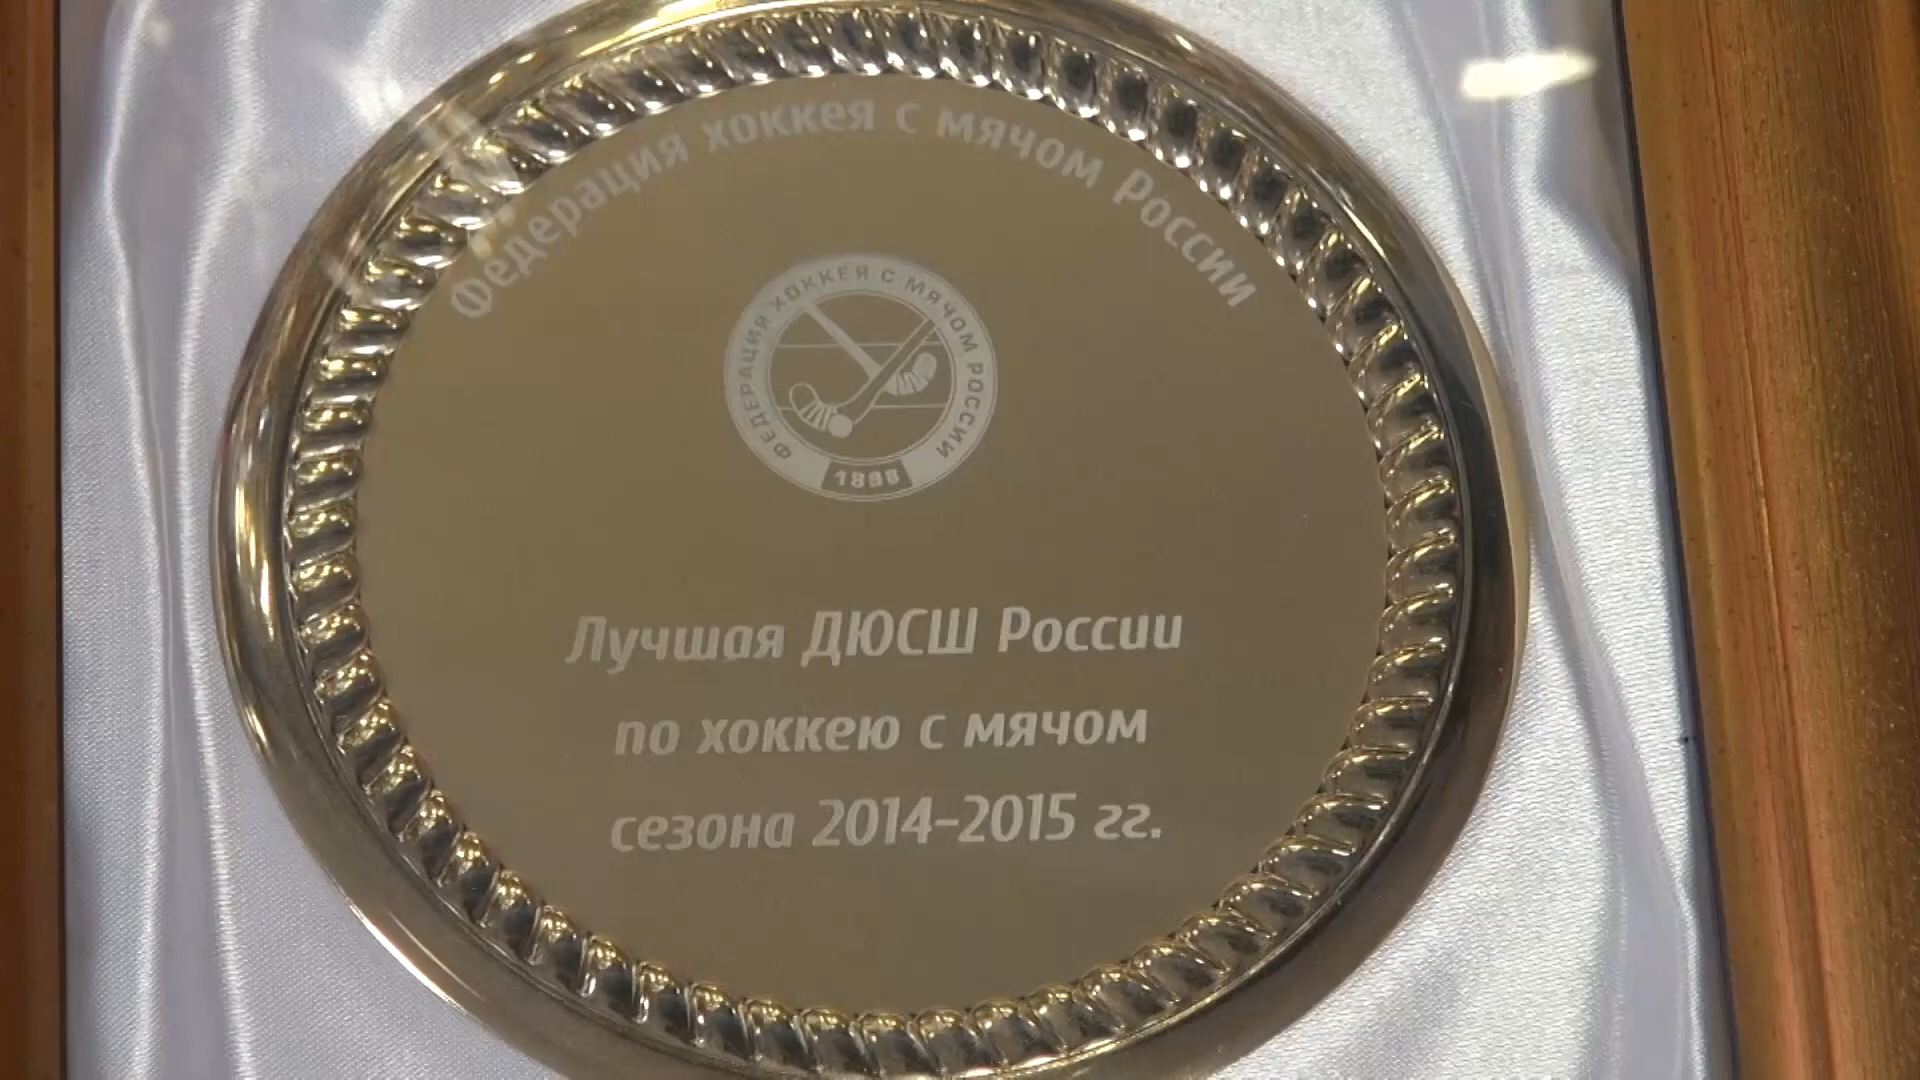 Федерация хоккея с мячом России
ФЕДЕРАЦИЯ ХОККЕЯ С МЯЧОМ РОССИИ
1898
Лучшая ДЮСШ России
по хоккею с мячом
сезона 2014-2015 гг.